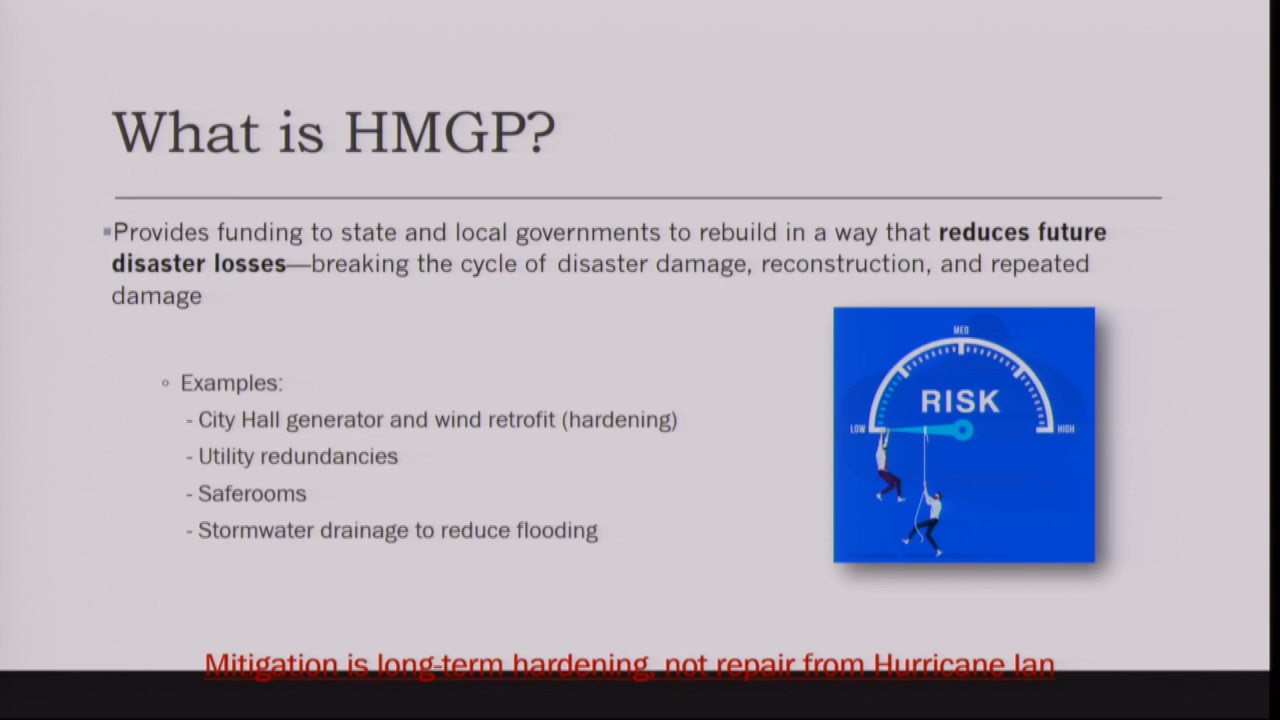 What is HMGP?
▪Provides funding to state and local governments to rebuild in a way that reduces future
disaster losses—breaking the cycle of disaster damage, reconstruction, and repeated
damage
◦ Examples:
- City Hall generator and wind retrofit (hardening)
- Utility redundancies
- Saferooms
- Stormwater drainage to reduce flooding
MED
RISK
LOW
HIGH
Mitigation is long-term hardening, not repair from Hurricane Ian